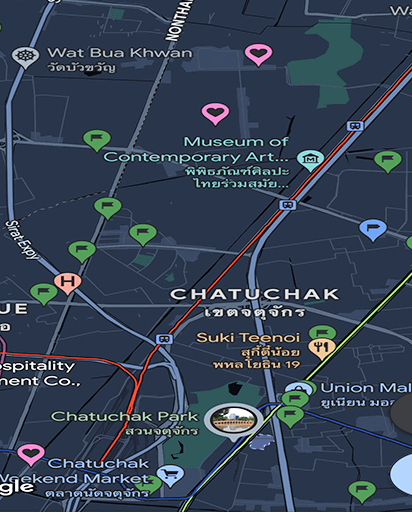 Wat Bua Khwan
วัดบัวขวัญ
NONTHA
Wa
Museum of
Contemporary Art...
พิพิธภัณฑ์ศิลปะ
ไทยร่วมสมัย...
Sirat Expy
H
CHATUCHAK
เขตจตุจักร
UE
อ
Suki Teenoi
สุกี้ตี๋น้อย
พหลโยธิน 19
ospitality
ment Co.,
Union Mal
ยูเนียน มอ
Chatuchak Park
สวนจตุจักร
Chatuchak
Weekend Market
ตลาดนัดจตุจักร
gle